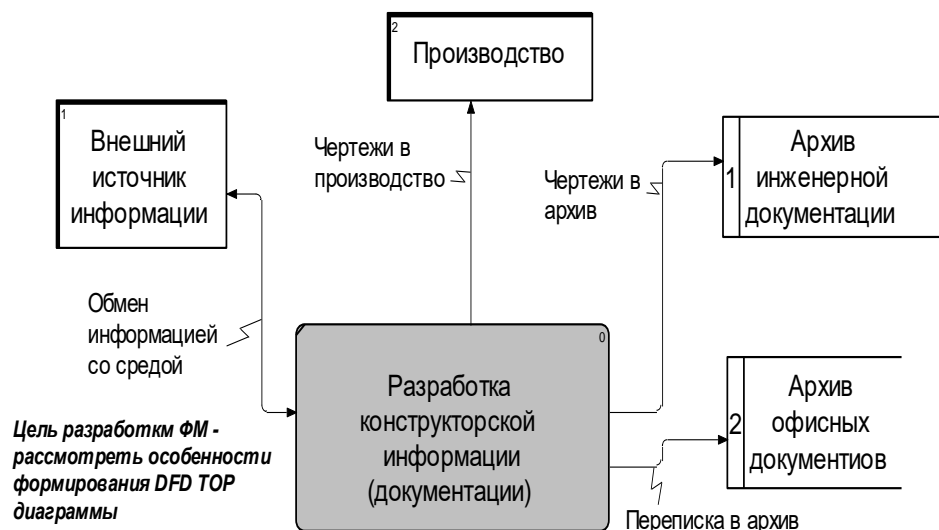 2
Производство
1
Внешний
источник
информации
Чертежи в
производство
Чертежи в
архив
1
Архив
инженерной
документации
Обмен
информацией
со средой
0
Разработка
конструкторской
информации
(документации)
2
Архив
офисных
документиов
Цель разработкм ФМ -
рассмотреть особенности
формирования DFD TOP
диаграммы
Переписка в архив